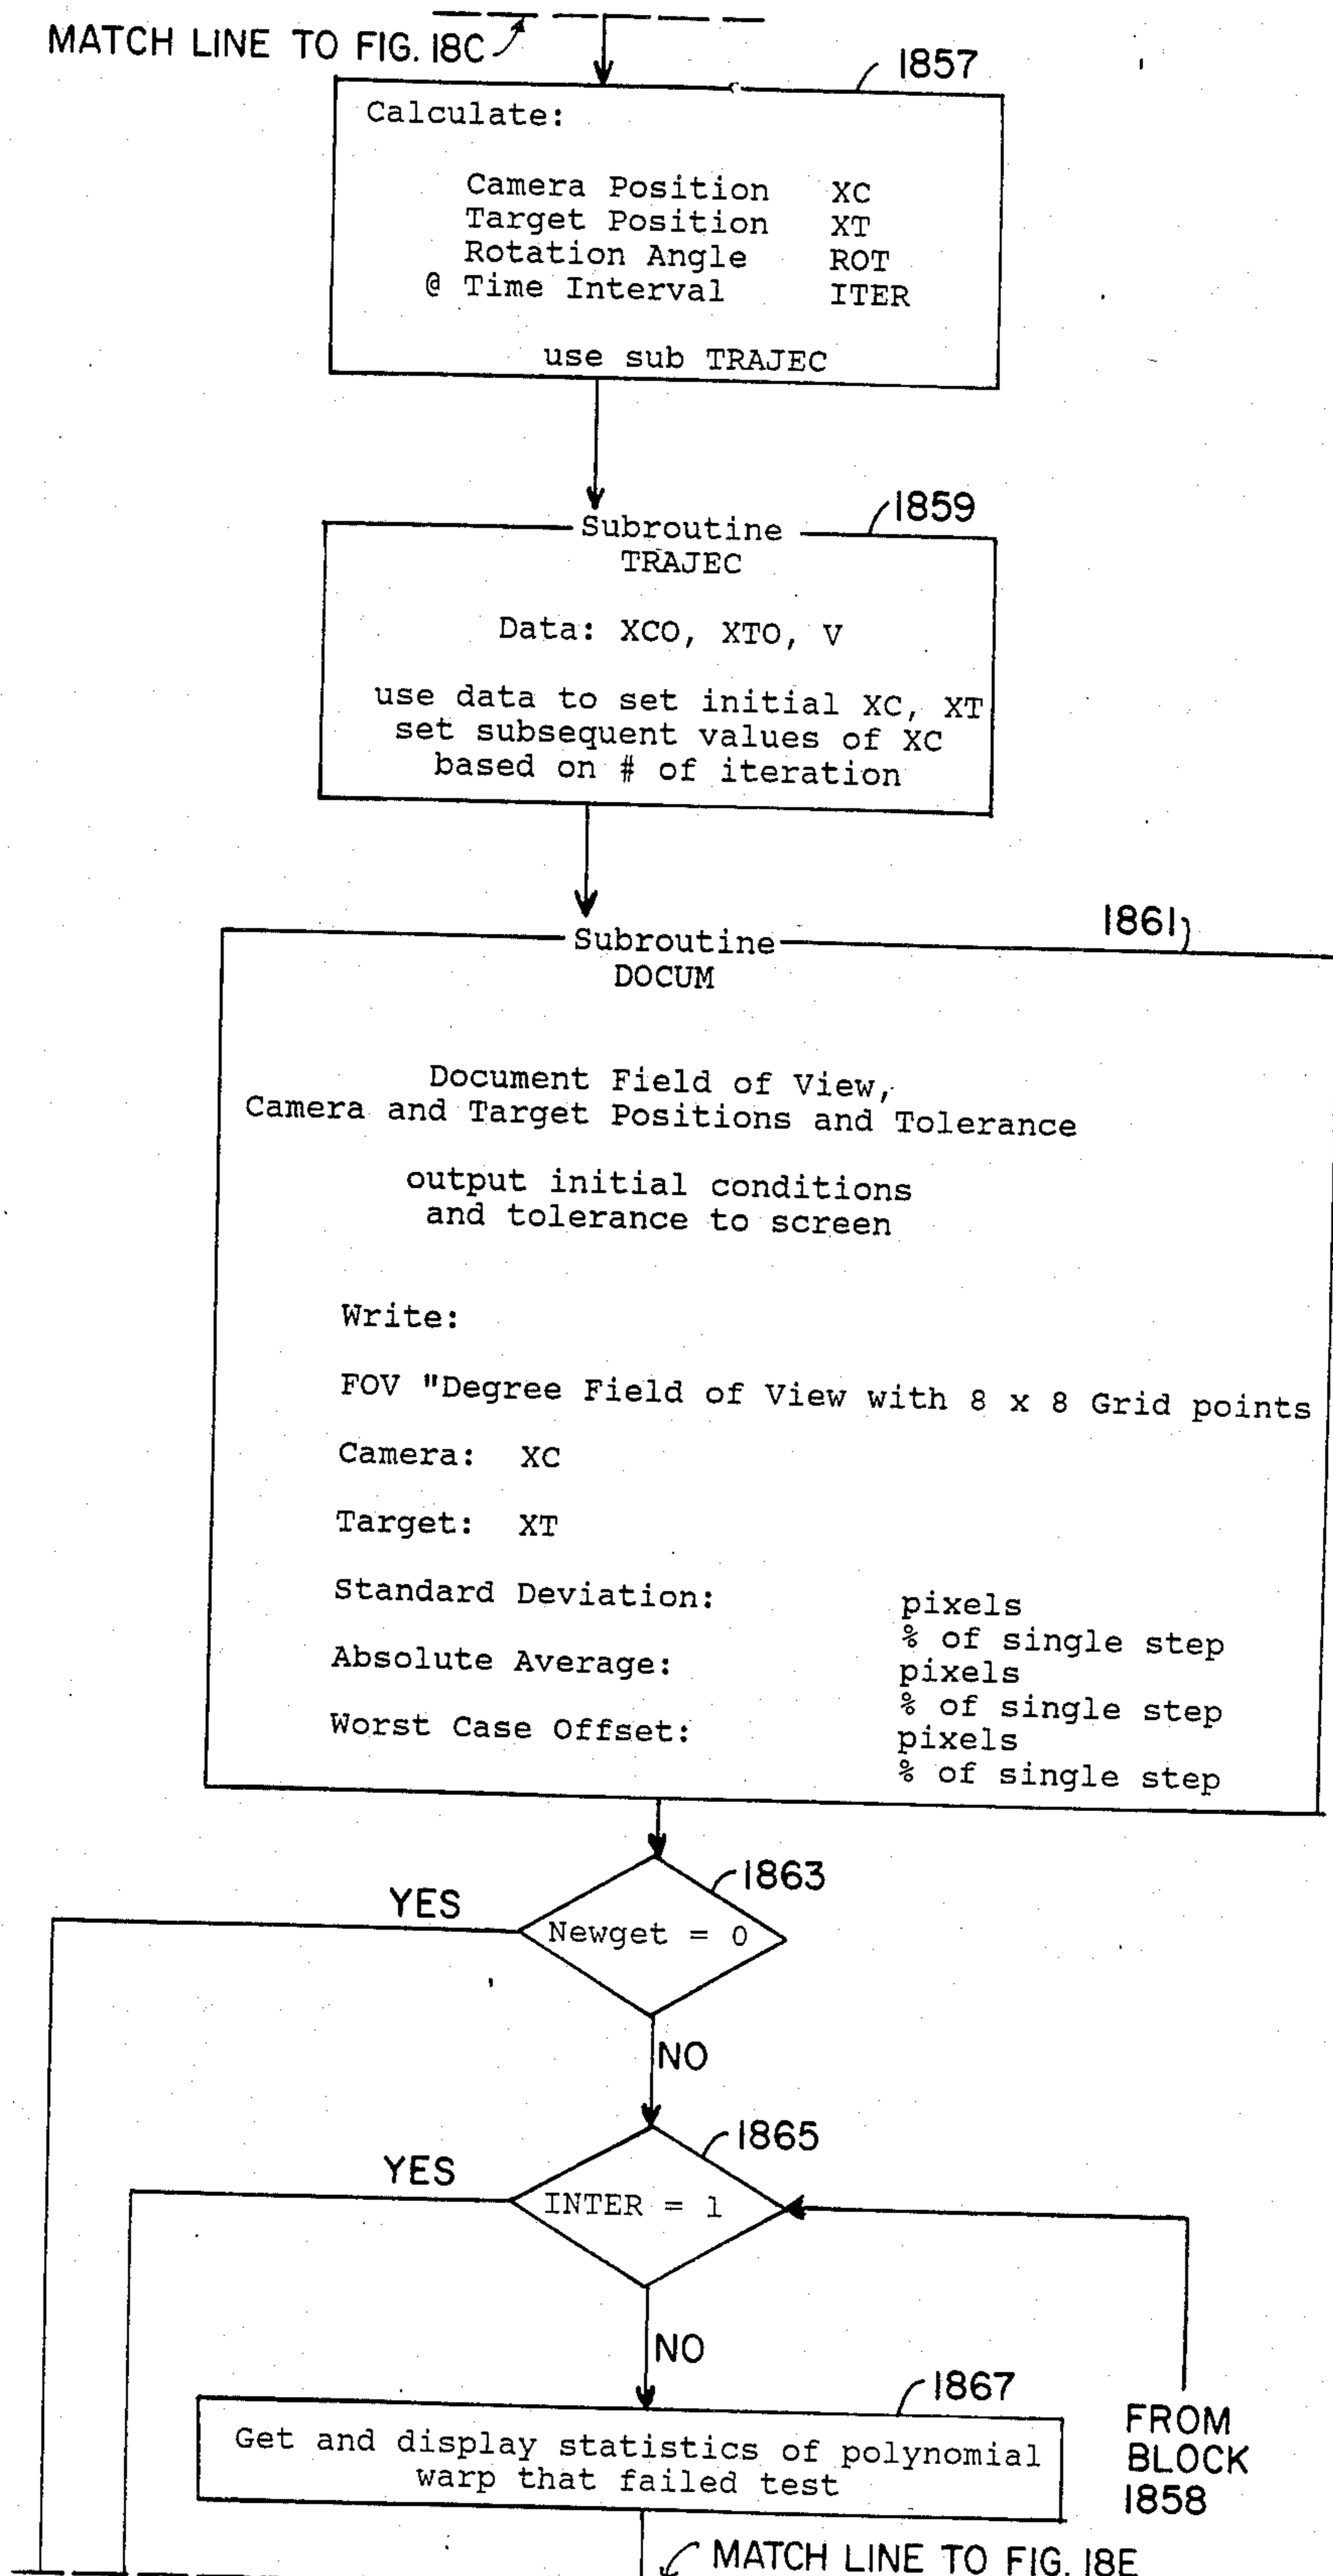 MATCH LINE TO FIG. 18C
1857
Calculate:
Camera Position XC
Target Position XT
Rotation Angle ROT
@ Time Interval ITER
use sub TRAJEC
1859
Subroutine
TRAJEC
Data: XCO, XTO, V
use data to set initial XC, XT
set subsequent values of XC
based on # of iteration
1861
Subroutine
DOCUM
Document Field of View,
Camera and Target Positions and Tolerance
output initial conditions
and tolerance to screen
Write:
FOV "Degree Field of View with 8 x 8 Grid points
Camera: XC
Target: XT
Standard Deviation: pixels
% of single step
Absolute Average: pixels
% of single step
Worst Case Offset: pixels
% of single step
1863
YES
Newget = 0
NO
1865
YES
INTER = 1
NO
1867
Get and display statistics of polynomial
warp that failed test
FROM
BLOCK
1858
MATCH LINE TO FIG. 18E